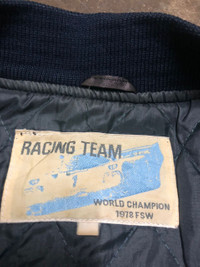 RACING TEAM
WORLD CHAMPION
1978 FSW